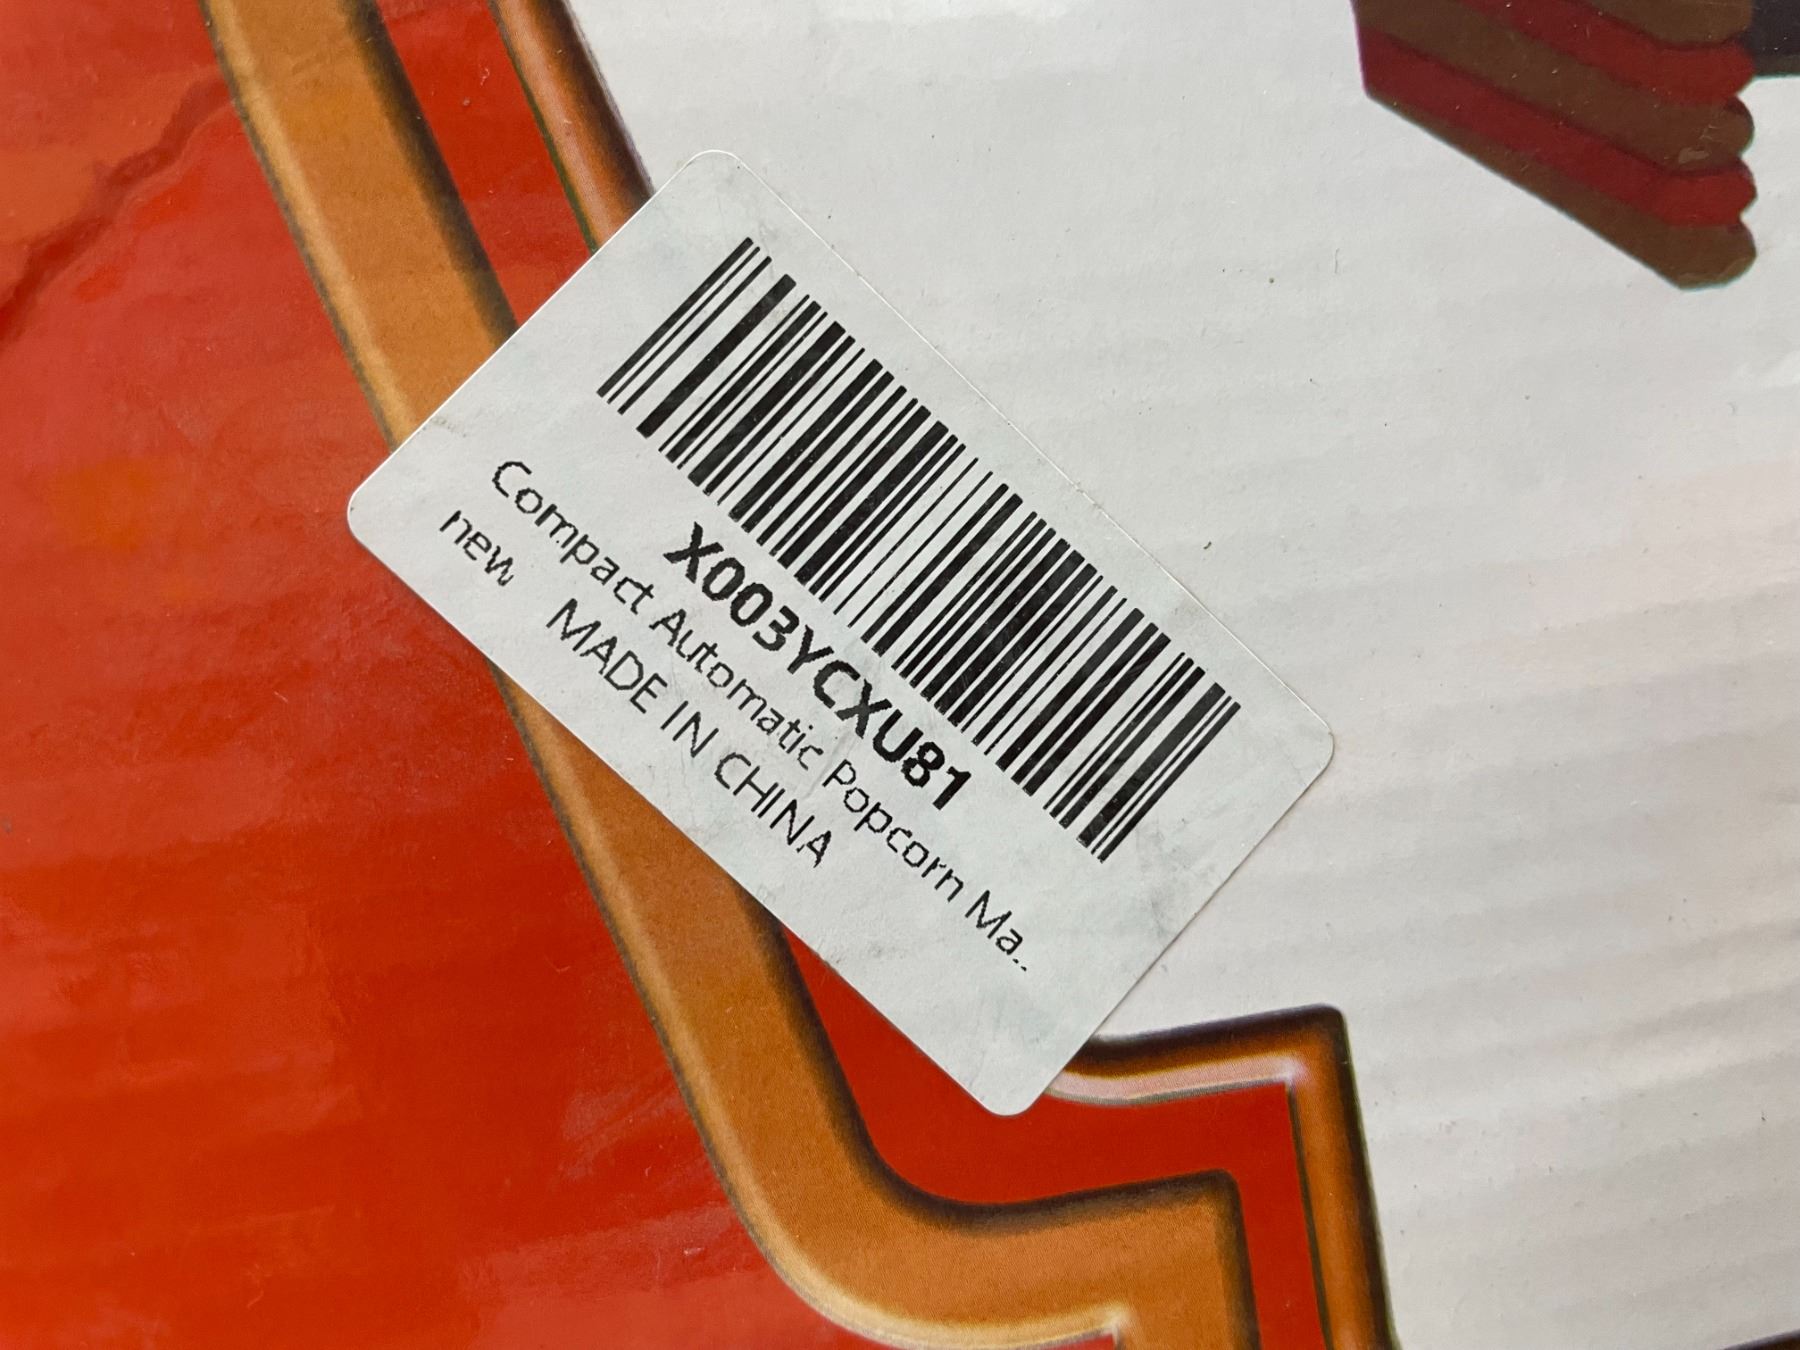 X003YCXU81
Compact Automatic Popcorn Ma..
new MADE IN CHINA